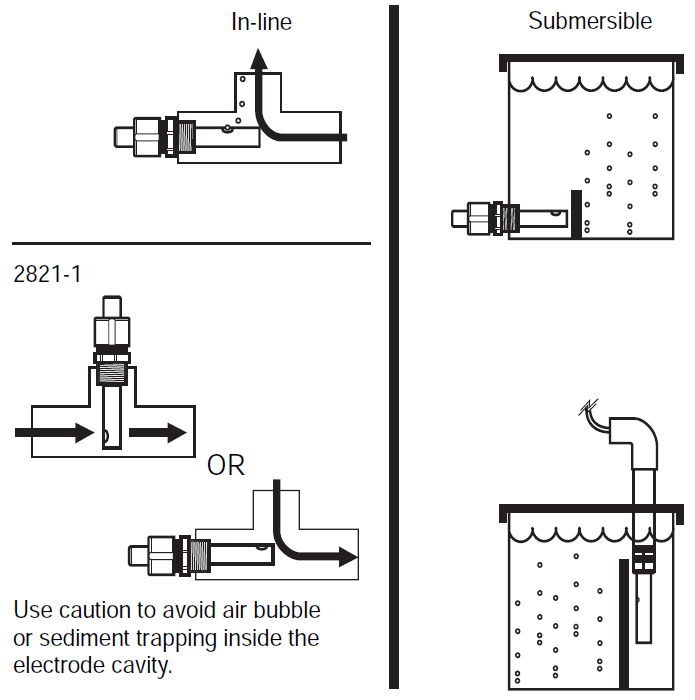 In-line
2821-1
OR
Use caution to avoid air bubble
or sediment trapping inside the
electrode cavity.
Submersible